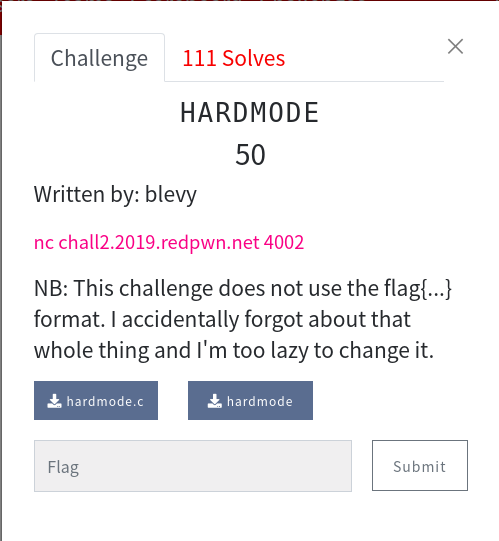 Challenge
111 Solves
HARDMODE
50
Written by: blevy
nc chall2.2019.redpwn.net 4002
NB: This challenge does not use the flag{...}
format. I accidentally forgot about that
whole thing and I'm too lazy to change it.
hardmode.c
hardmode
Flag
Submit